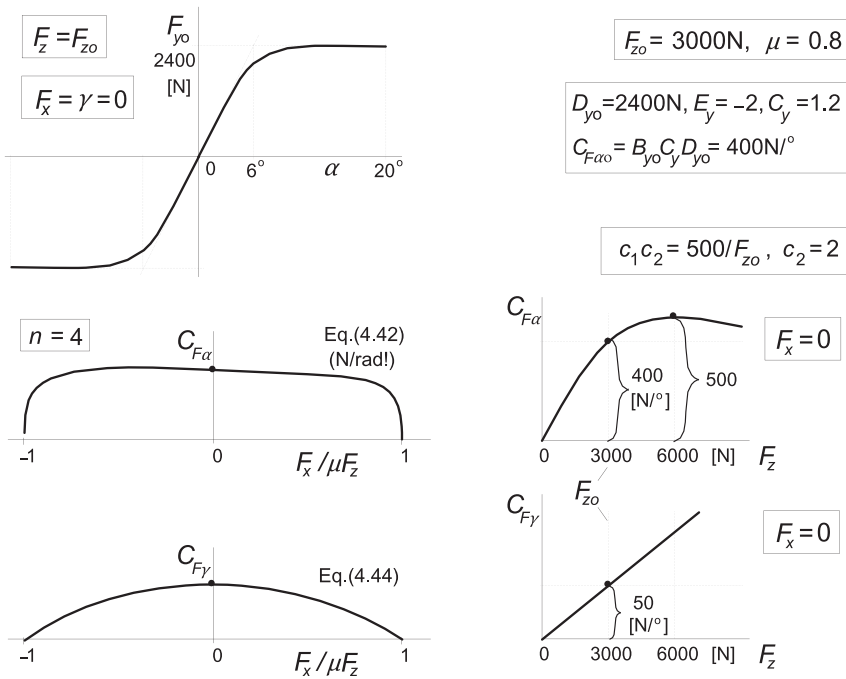 F_z = F_zo
F_x = γ = 0
F_yo
2400
[N]
0
6°
α
20°
F_zo = 3000N, μ = 0.8
D_yo = 2400N, E_y = −2, C_y = 1.2
C_Fαo = B_yo C_y D_yo = 400N/°
c_1 c_2 = 500/F_zo , c_2 = 2
n = 4
C_Fα
Eq.(4.42)
(N/rad!)
−1
0
F_x /μF_z
1
C_Fα
F_x = 0
400
[N/°]
500
0
3000
6000
[N]
F_z
F_zo
C_Fγ
Eq.(4.44)
−1
0
F_x /μF_z
1
C_Fγ
F_x = 0
50
[N/°]
0
3000
6000
[N]
F_z